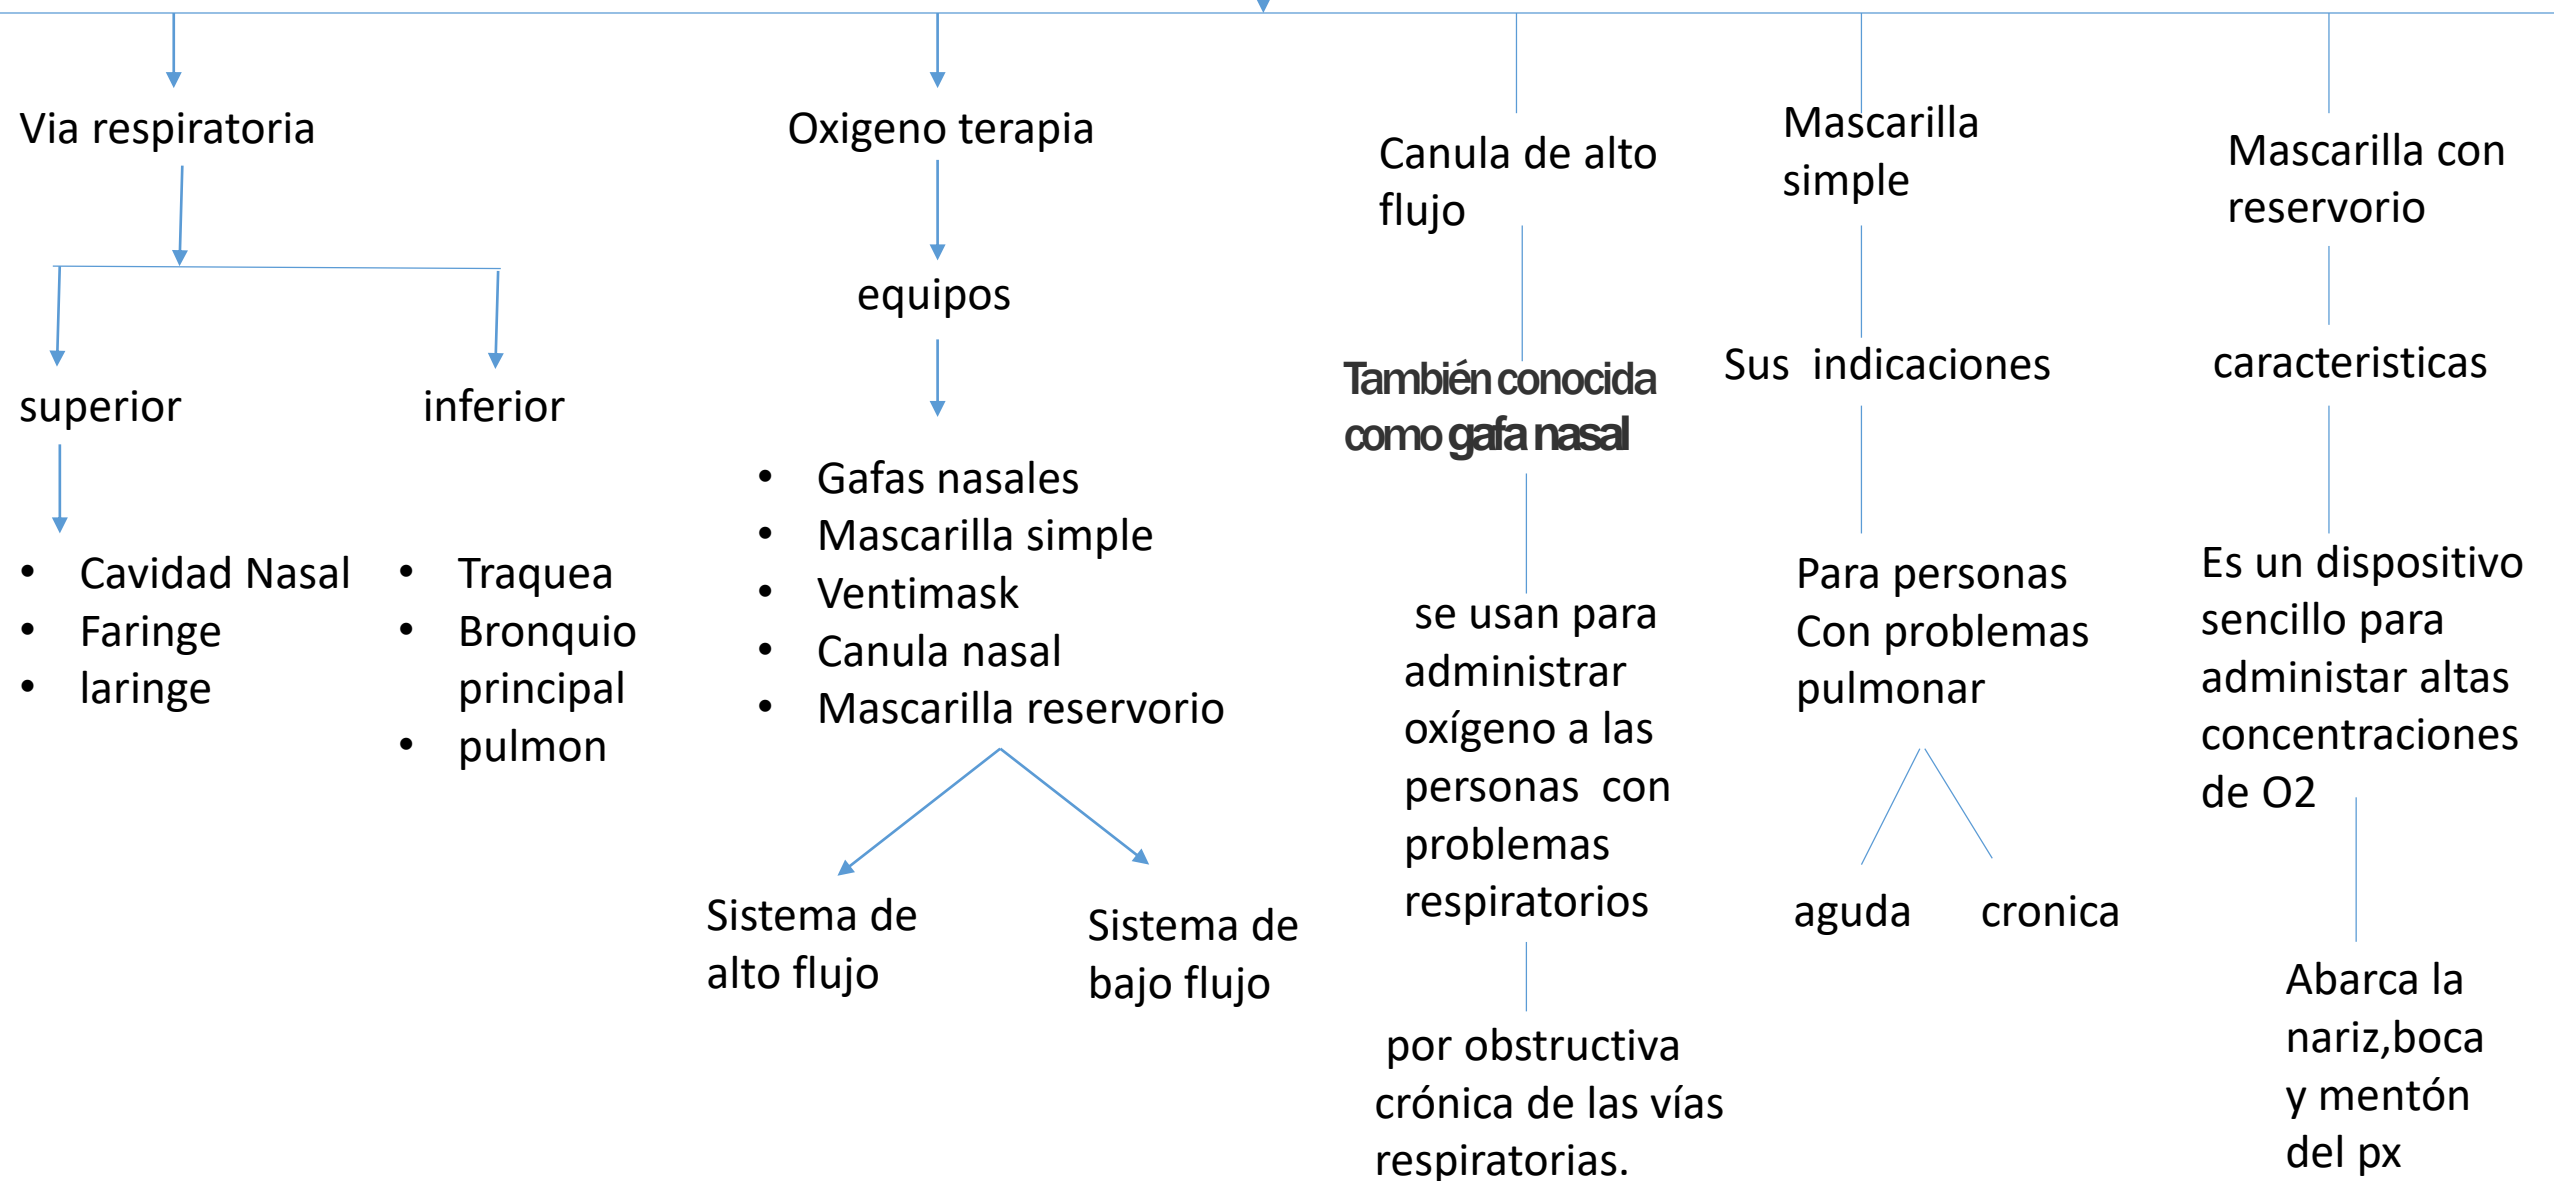 Via respiratoria
superior
• Cavidad Nasal
• Faringe
• laringe
inferior
• Traquea
• Bronquio
principal
• pulmon
Oxigeno terapia
equipos
• Gafas nasales
• Mascarilla simple
• Ventimask
• Canula nasal
• Mascarilla reservorio
Sistema de
alto flujo
Sistema de
bajo flujo
Canula de alto
flujo
También conocida
como gafa nasal
se usan para
administrar
oxígeno a las
personas con
problemas
respiratorios
por obstructiva
crónica de las vías
respiratorias.
Mascarilla
simple
Sus indicaciones
Para personas
Con problemas
pulmonar
aguda
cronica
Mascarilla con
reservorio
caracteristicas
Es un dispositivo
sencillo para
administar altas
concentraciones
de O2
Abarca la
nariz,boca
y mentón
del px